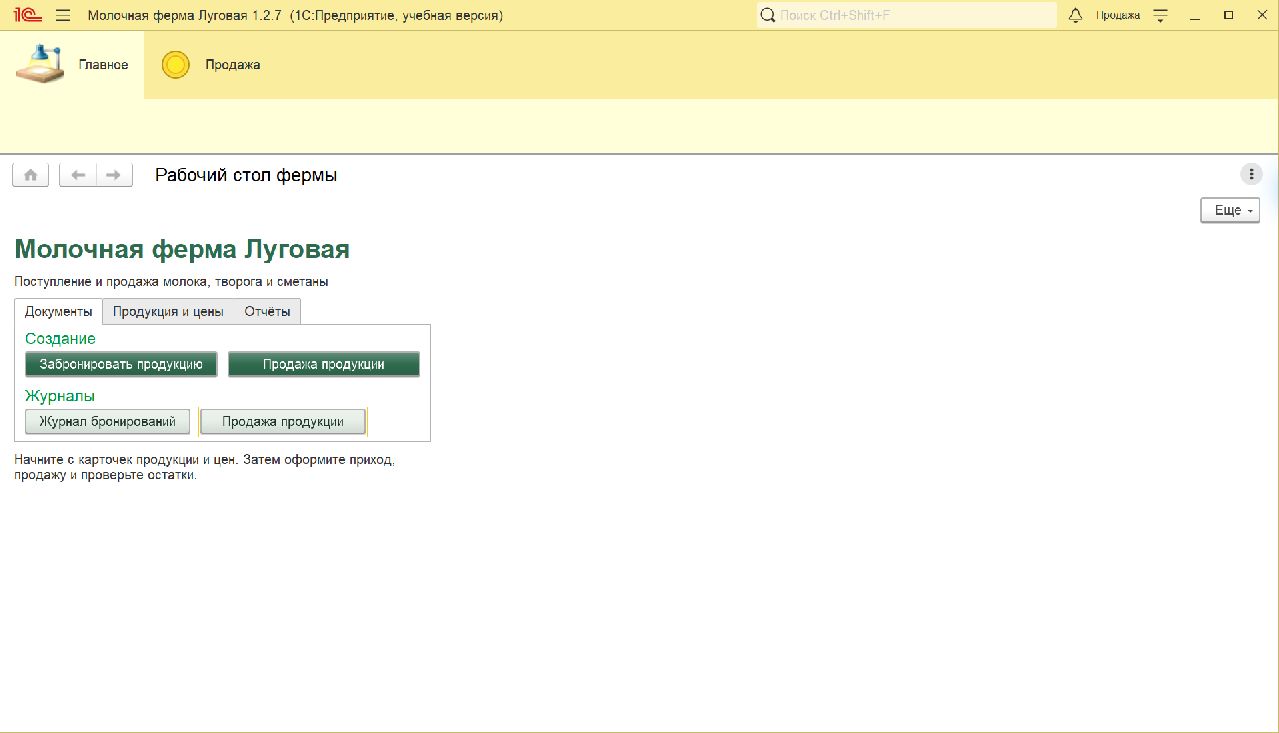 1С Молочная ферма Луговая 1.2.7 (1С:Предприятие, учебная версия) Поиск Ctrl+Shift+F Продажа
Главное Продажа
Рабочий стол фермы
Еще
Молочная ферма Луговая
Поступление и продажа молока, творога и сметаны
Документы Продукция и цены Отчёты
Создание
Забронировать продукцию Продажа продукции
Журналы
Журнал бронирований Продажа продукции
Начните с карточек продукции и цен. Затем оформите приход,
продажу и проверьте остатки.